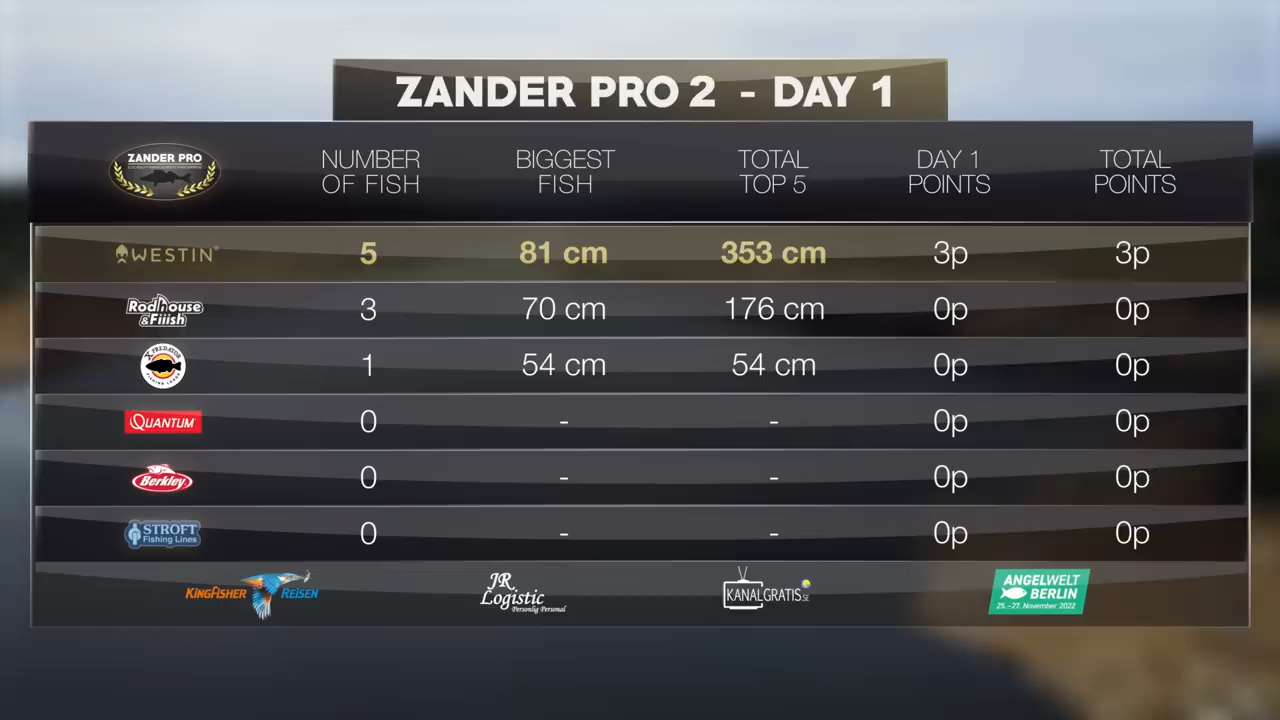 ZANDER PRO 2 - DAY 1
ZANDER PRO
NUMBER OF FISH
BIGGEST FISH
TOTAL TOP 5
DAY 1 POINTS
TOTAL POINTS
WESTIN® 5 81 cm 353 cm 3p 3p
Rodhouse &Fiiish 3 70 cm 176 cm 0p 0p
X PREDATOR 1 54 cm 54 cm 0p 0p
QUANTUM 0 - - 0p 0p
Berkley 0 - - 0p 0p
STROFT Fishing Lines 0 - - 0p 0p
KINGFISHER REISEN
JR Logistic
Personlig Personal
KANALGRATIS.SE
ANGELWELT
BERLIN
25.-27. November 2022